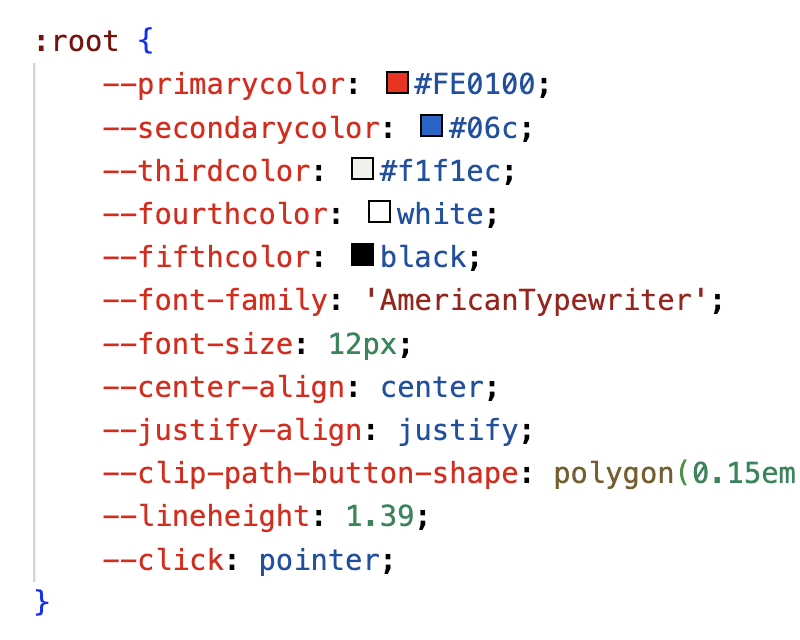 :root {
--primarycolor: #FE0100;
--secondarycolor: #06c;
--thirdcolor: #f1f1ec;
--fourthcolor: white;
--fifthcolor: black;
--font-family: 'AmericanTypewriter';
--font-size: 12px;
--center-align: center;
--justify-align: justify;
--clip-path-button-shape: polygon(0.15em
--lineheight: 1.39;
--click: pointer;
}